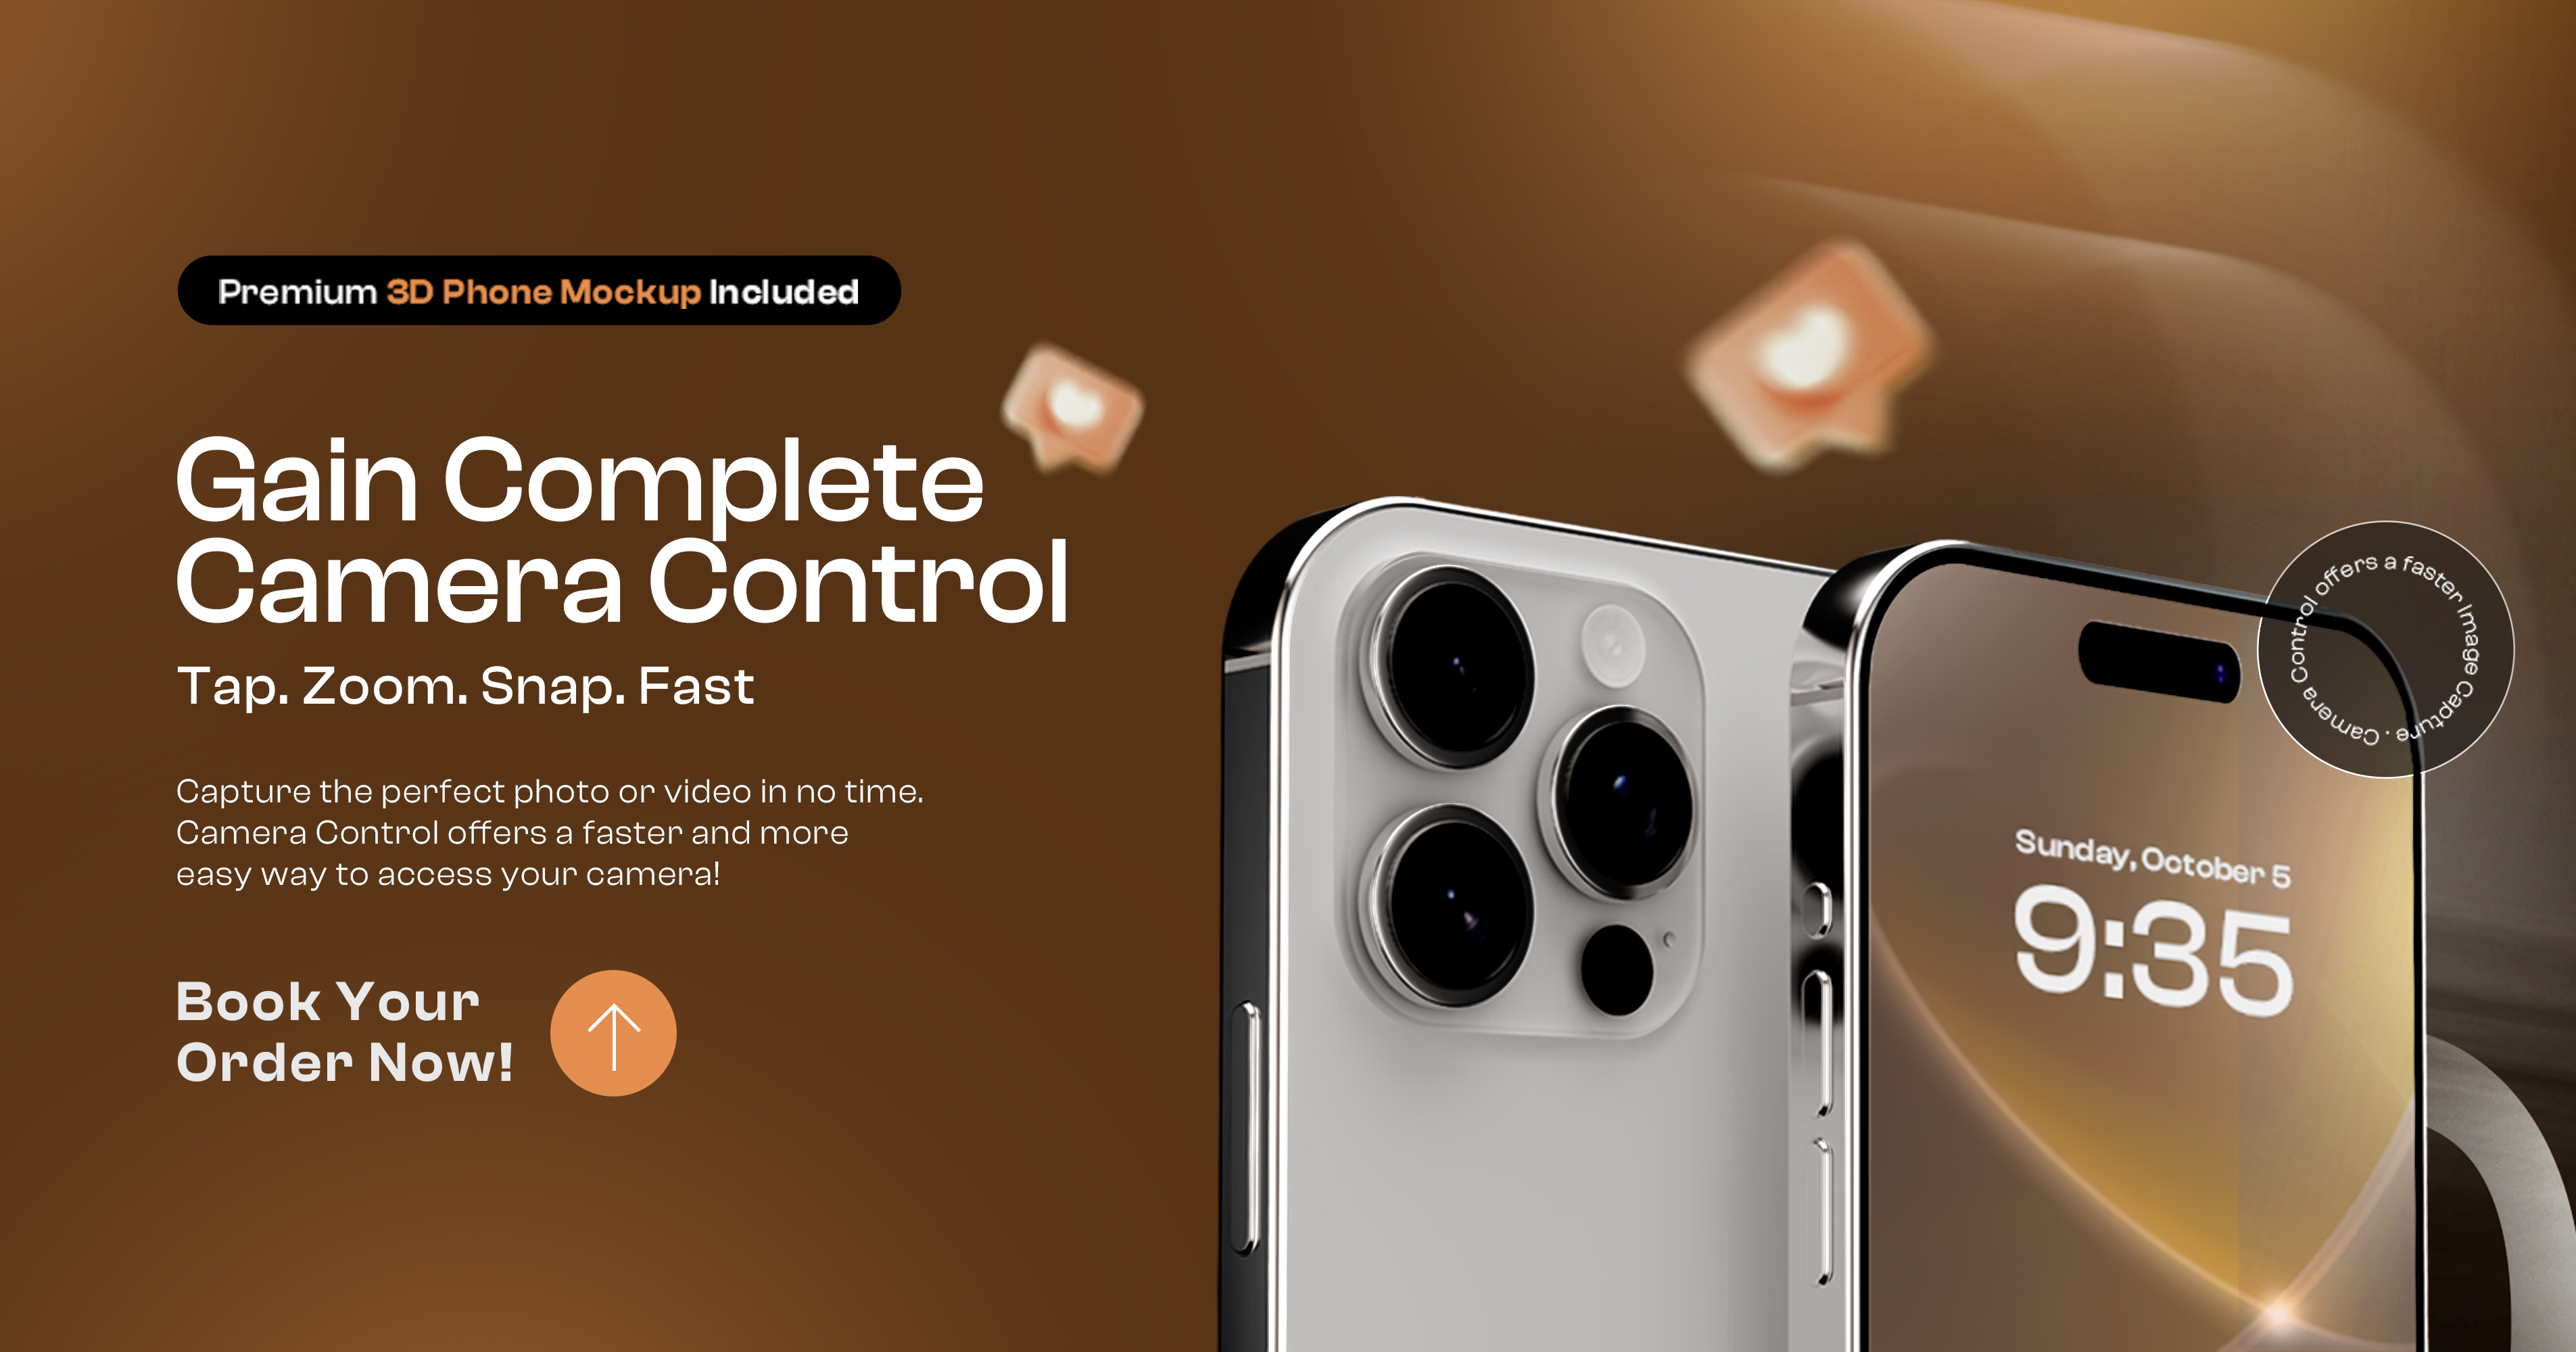 Premium 3D Phone Mockup Included
Gain Complete
Camera Control
Tap. Zoom. Snap. Fast
Capture the perfect photo or video in no time.
Camera Control offers a faster and more
easy way to access your camera!
Book Your
Order Now!
Camera Control offers a faster Image Capture .
Sunday, October 5
9:35